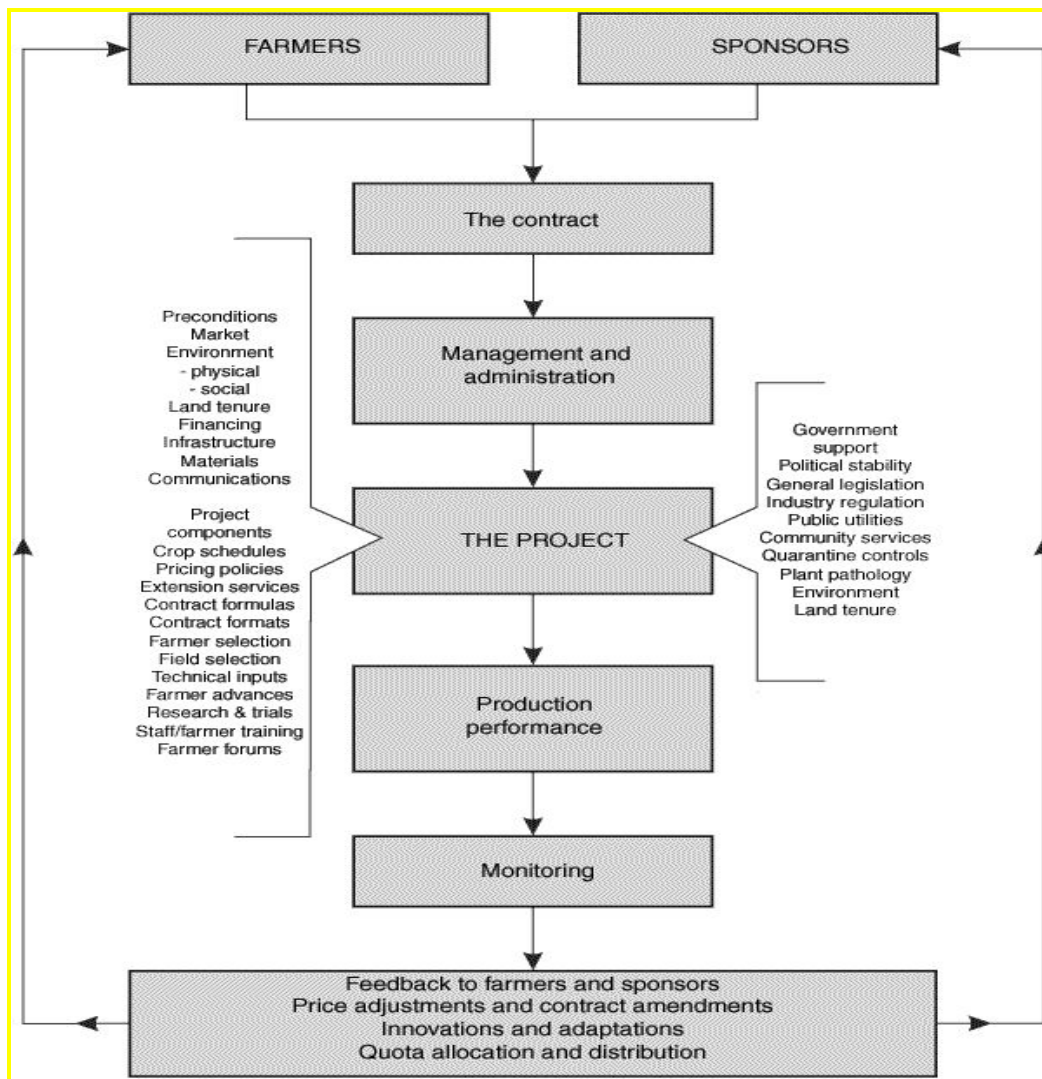 FARMERS
SPONSORS
The contract
Management and
administration
Preconditions
Market
Environment
- physical
- social
Land tenure
Financing
Infrastructure
Materials
Communications
Project
components
Crop schedules
Pricing policies
Extension services
Contract formulas
Contract formats
Farmer selection
Field selection
Technical inputs
Farmer advances
Research & trials
Staff/farmer training
Farmer forums
THE PROJECT
Government
support
Political stability
General legislation
Industry regulation
Public utilities
Community services
Quarantine controls
Plant pathology
Environment
Land tenure
Production
performance
Monitoring
Feedback to farmers and sponsors
Price adjustments and contract amendments
Innovations and adaptations
Quota allocation and distribution